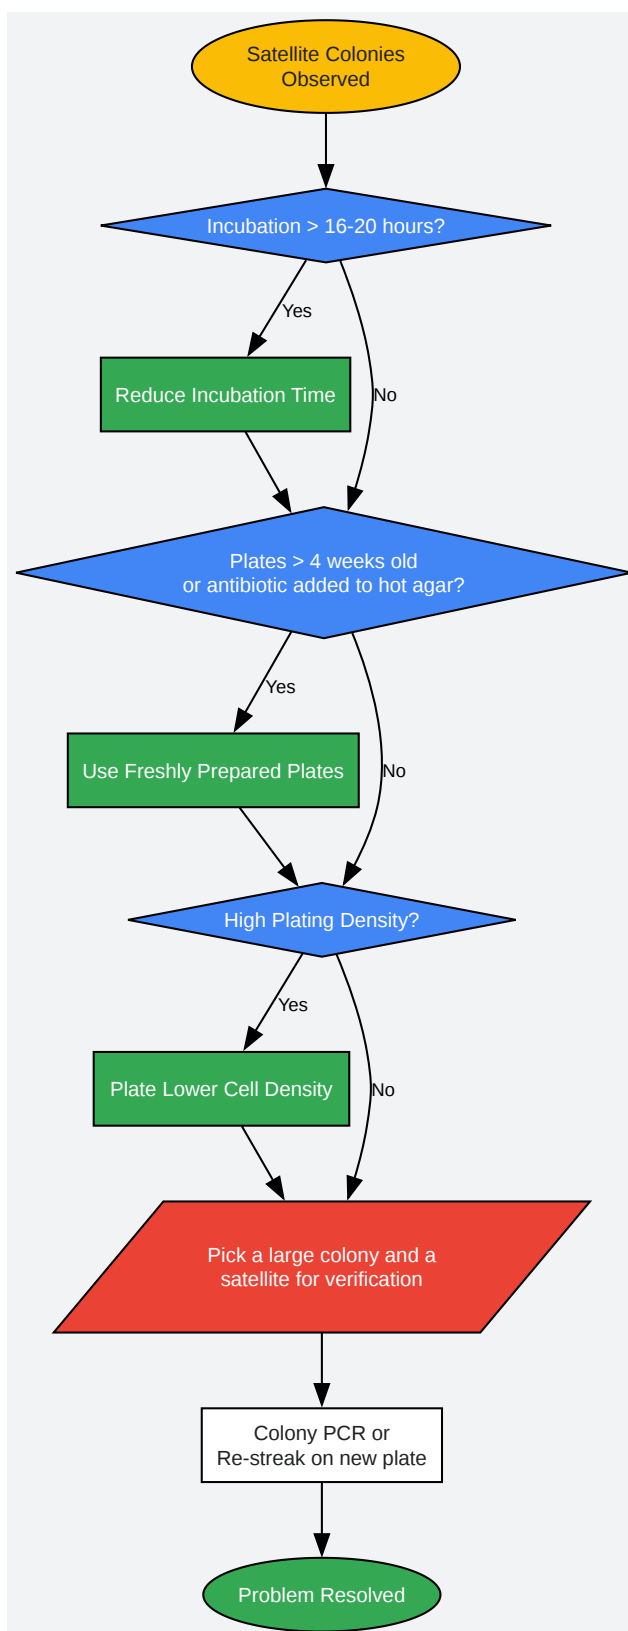 Satellite Colonies
Observed
Incubation > 16-20 hours?
Yes
Reduce Incubation Time
No
Plates > 4 weeks old
or antibiotic added to hot agar?
Yes
Use Freshly Prepared Plates
No
High Plating Density?
Yes
Plate Lower Cell Density
No
Pick a large colony and a
satellite for verification
Colony PCR or
Re-streak on new plate
Problem Resolved